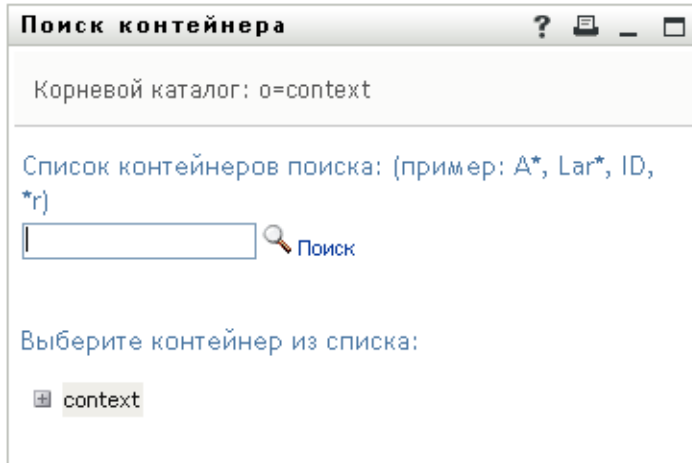 Поиск контейнера ?
Корневой каталог: o=context
Список контейнеров поиска: (пример: A*, Lar*, ID,
*r)
Поиск
Выберите контейнер из списка:
context